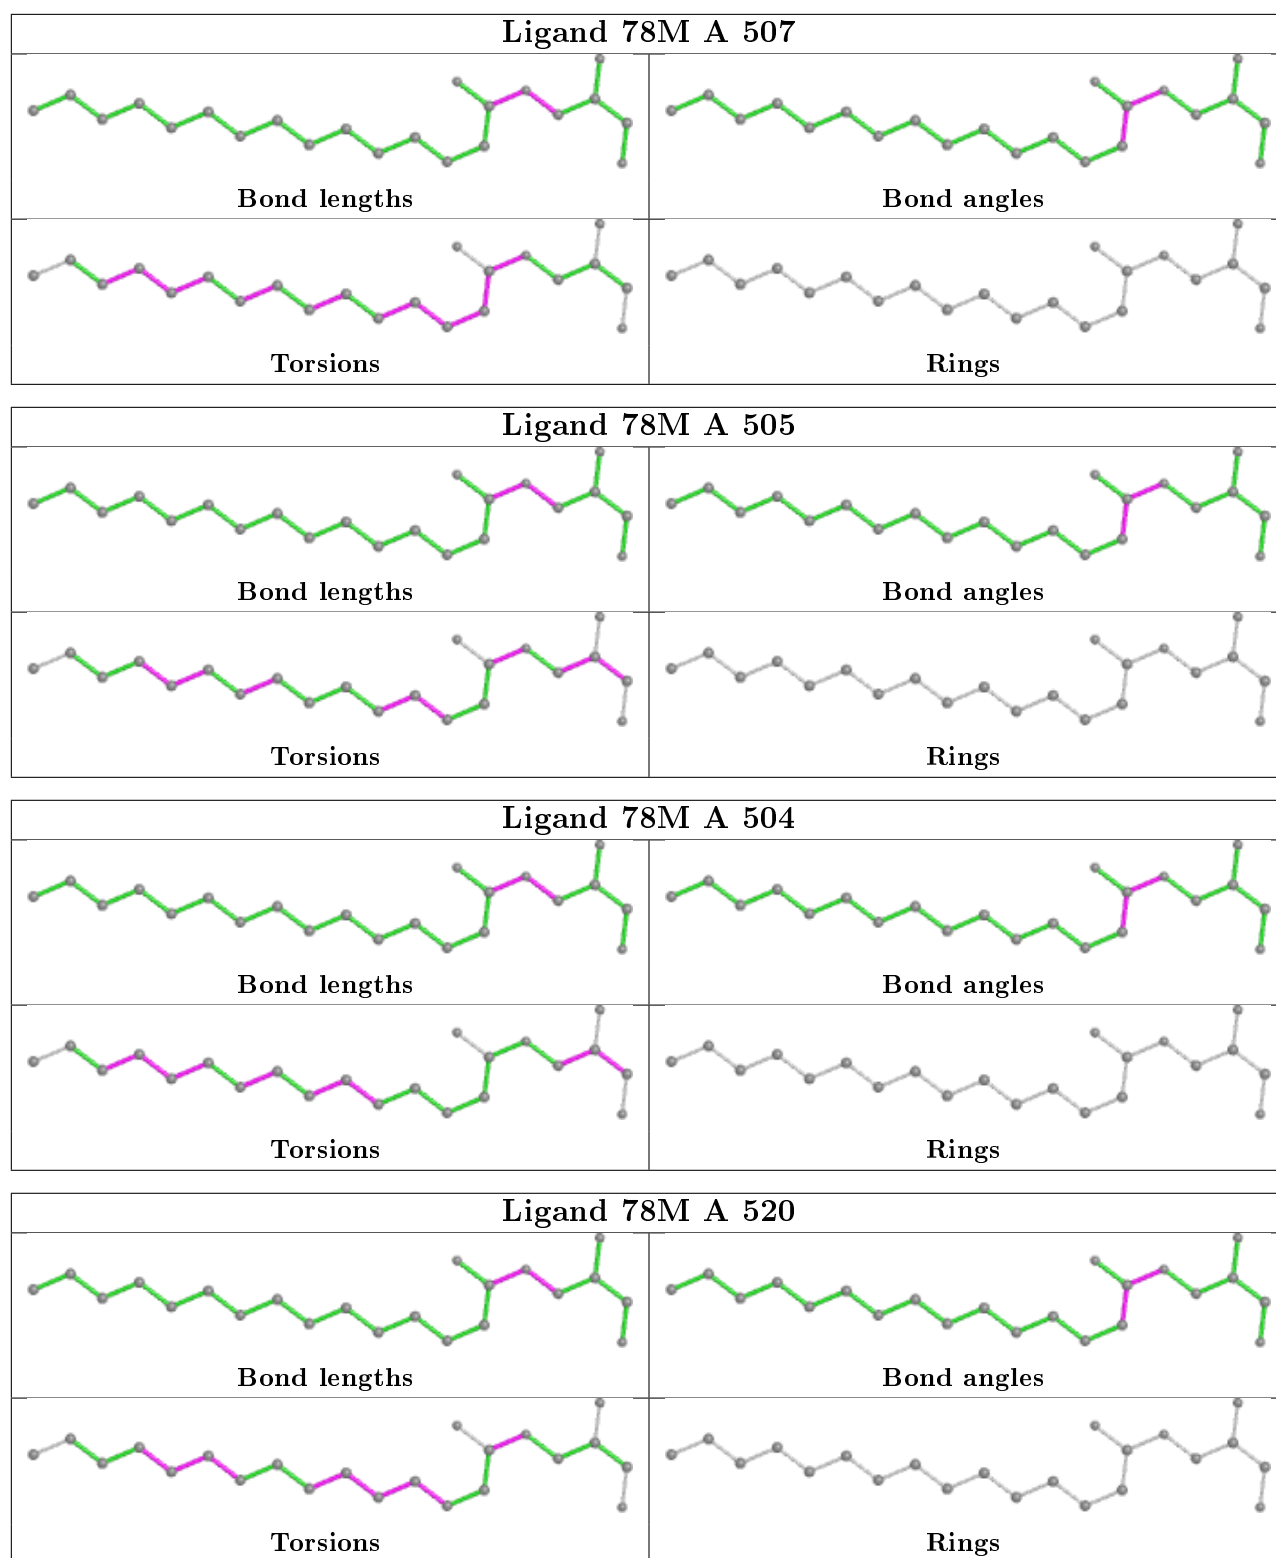 Ligand 78M A 507
Bond lengths
Bond angles
Torsions
Rings
Ligand 78M A 505
Bond lengths
Bond angles
Torsions
Rings
Ligand 78M A 504
Bond lengths
Bond angles
Torsions
Rings
Ligand 78M A 520
Bond lengths
Bond angles
Torsions
Rings